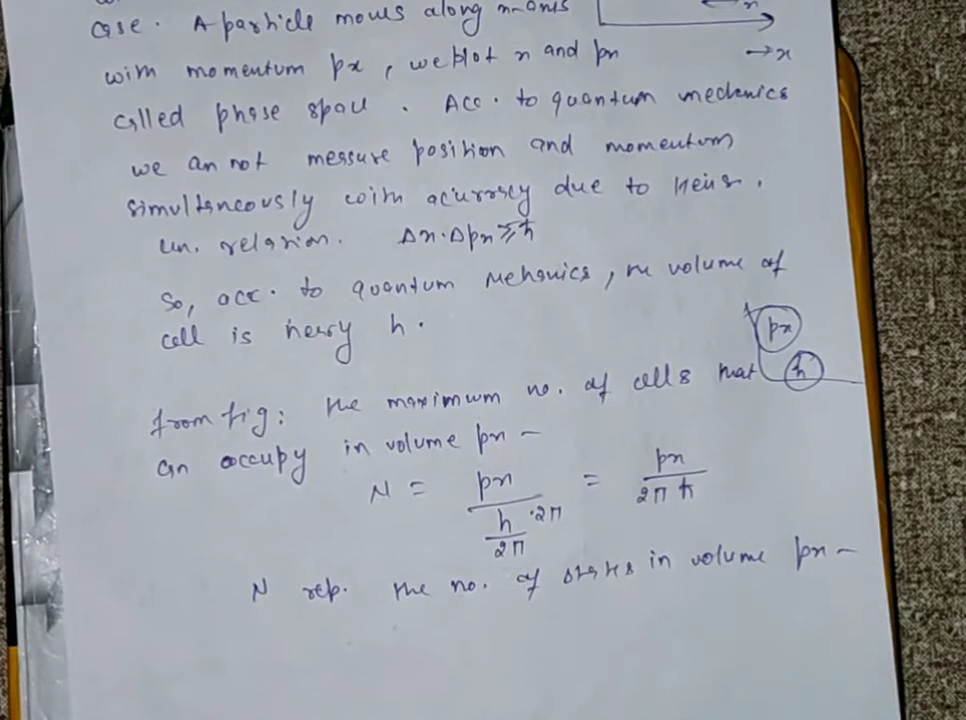 case. A particle moves along x-axis
x
with momentum px, we plot x and px
→x
called phase space. Acc. to quantum mechanics
we can not messure position and momentum
simultaneously with acurracy due to Heis.
un. relation. Δx·Δpx ≥ ħ
So, acc. to quantum Mehanics, the volume of
cell is nearly h.
px
h
from fig: the maximum no. of cells that
can occupy in volume px –
N = px / (h/2π · 2π) = px / 2πħ
N rep. the no. of states in volume px –